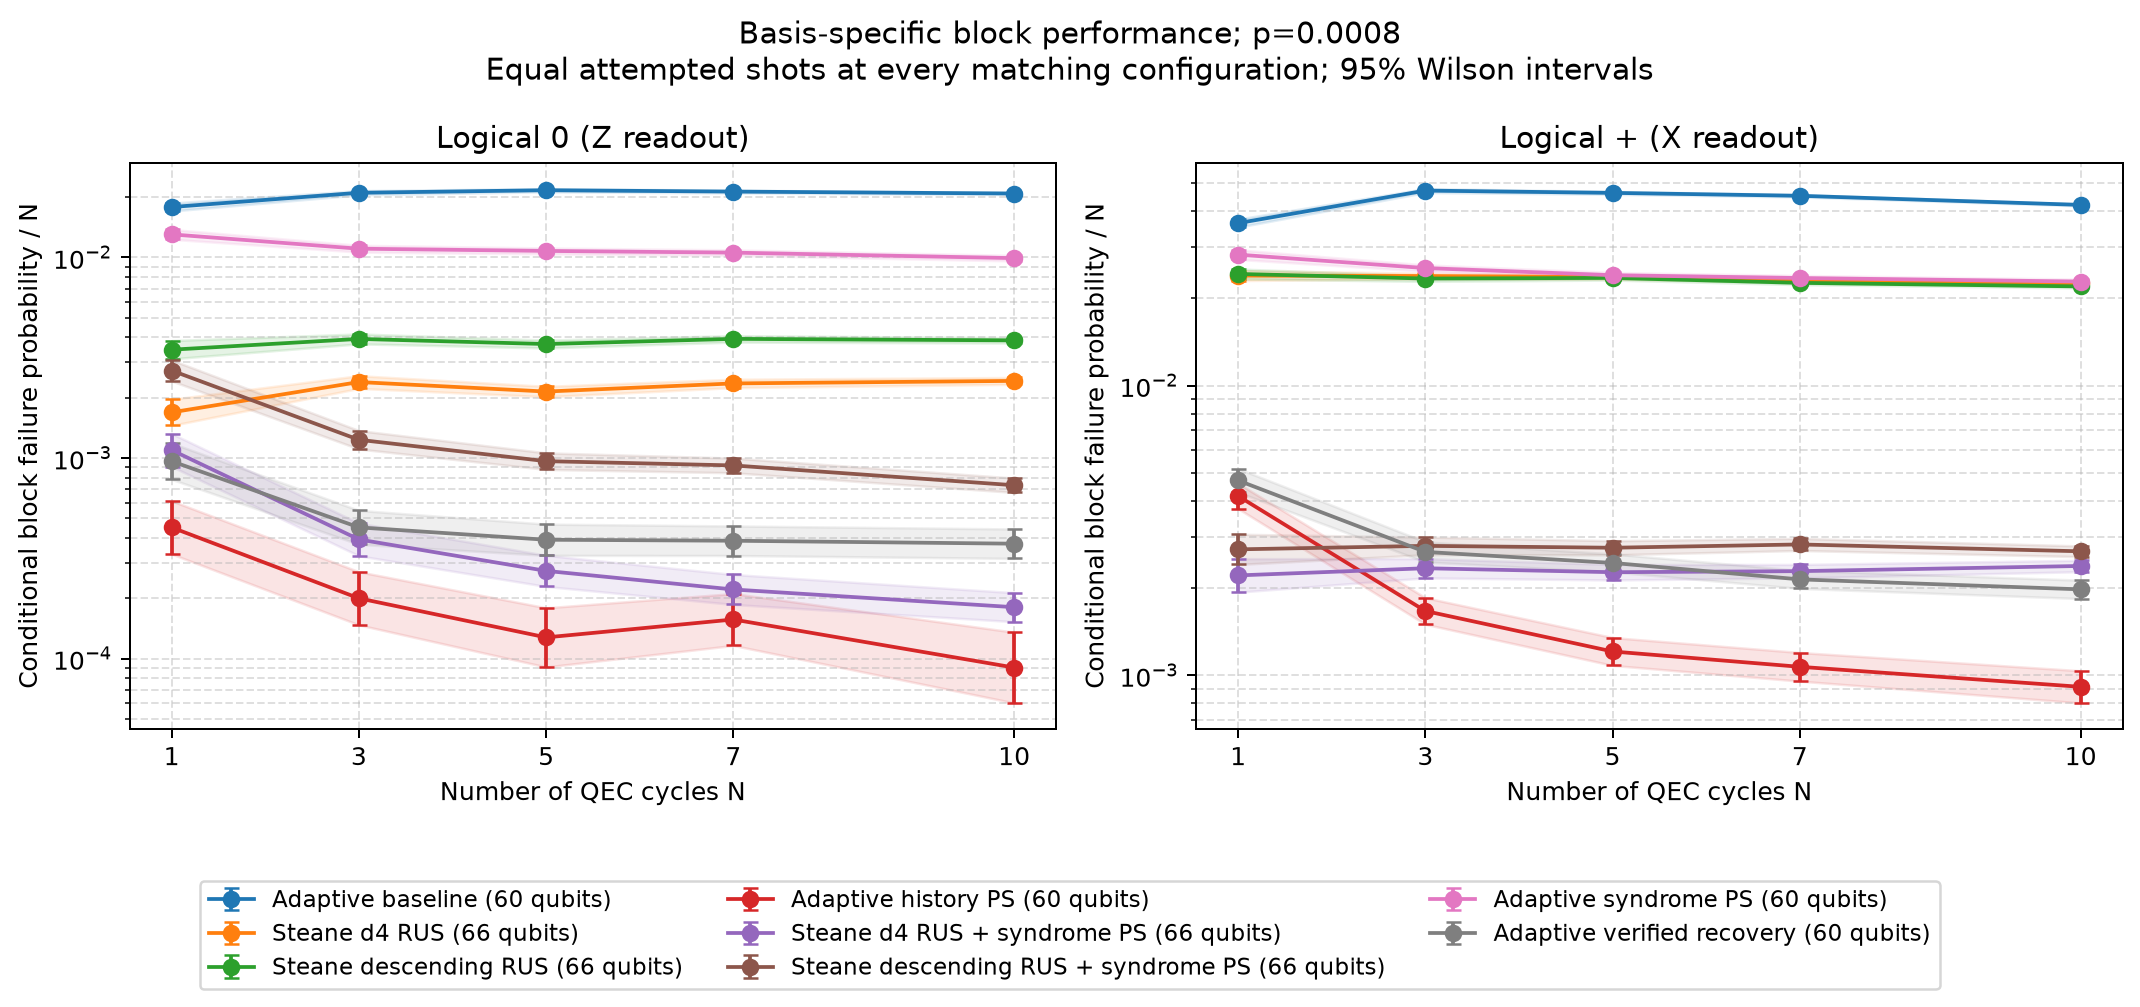 Basis-specific block performance; p=0.0008
Equal attempted shots at every matching configuration; 95% Wilson intervals
Logical 0 (Z readout)
Conditional block failure probability / N
10⁻²
10⁻³
10⁻⁴
1 3 5 7 10
Number of QEC cycles N
Logical + (X readout)
Conditional block failure probability / N
10⁻²
10⁻³
1 3 5 7 10
Number of QEC cycles N
Adaptive baseline (60 qubits)
Steane d4 RUS (66 qubits)
Steane descending RUS (66 qubits)
Adaptive history PS (60 qubits)
Steane d4 RUS + syndrome PS (66 qubits)
Steane descending RUS + syndrome PS (66 qubits)
Adaptive syndrome PS (60 qubits)
Adaptive verified recovery (60 qubits)